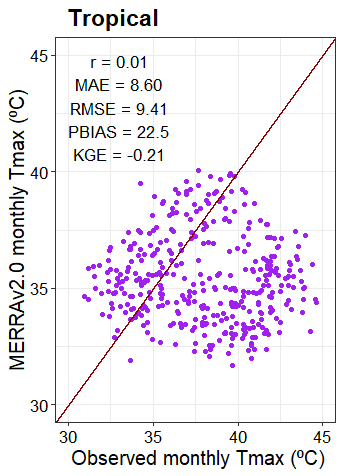 Tropical
r = 0.01
MAE = 8.60
RMSE = 9.41
PBIAS = 22.5
KGE = -0.21
MERRAv2.0 monthly Tmax (ºC)
45
40
35
30
30 35 40 45
Observed monthly Tmax (ºC)